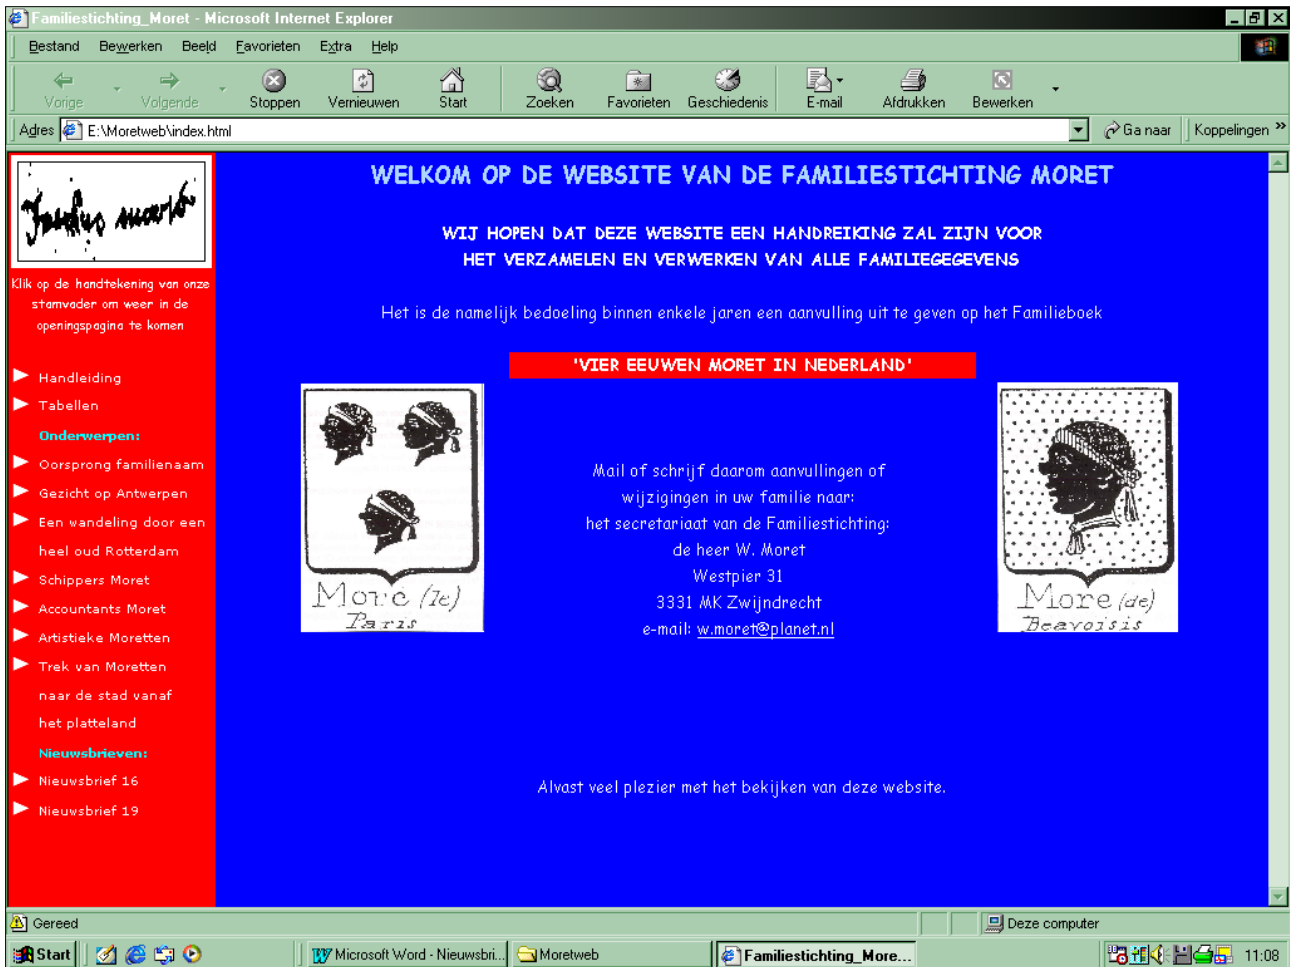 Familiestichting_Moret - Microsoft Internet Explorer
Bestand Bewerken Beeld Favorieten Extra Help
Vorige Volgende Stoppen Vernieuwen Start Zoeken Favorieten Geschiedenis E-mail Afdrukken Bewerken
Adres E:\Moretweb\index.html Ga naar Koppelingen »
Klik op de handtekening van onze
stamvader om weer in de
openingspagina te komen
Handleiding
Tabellen
Onderwerpen:
Oorsprong familienaam
Gezicht op Antwerpen
Een wandeling door een
heel oud Rotterdam
Schippers Moret
Accountants Moret
Artistieke Moretten
Trek van Moretten
naar de stad vanaf
het platteland
Nieuwsbrieven:
Nieuwsbrief 16
Nieuwsbrief 19
WELKOM OP DE WEBSITE VAN DE FAMILIESTICHTING MORET
WIJ HOPEN DAT DEZE WEBSITE EEN HANDREIKING ZAL ZIJN VOOR
HET VERZAMELEN EN VERWERKEN VAN ALLE FAMILIEGEGEVENS
Het is de namelijk bedoeling binnen enkele jaren een aanvulling uit te geven op het Familieboek
'VIER EEUWEN MORET IN NEDERLAND'
More (le)
Paris
Mail of schrijf daarom aanvullingen of
wijzigingen in uw familie naar:
het secretariaat van de Familiestichting:
de heer W. Moret
Westpier 31
3331 MK Zwijndrecht
e-mail: w.moret@planet.nl
More (de)
Beavoisis
Alvast veel plezier met het bekijken van deze website.
Gereed Deze computer
Start Microsoft Word - Nieuwsbri... Moretweb Familiestichting_More... 11:08